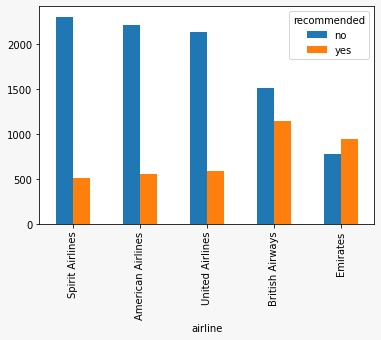 recommended
no
yes
2000
1500
1000
500
0
Spirit Airlines
American Airlines
United Airlines
British Airways
Emirates
airline